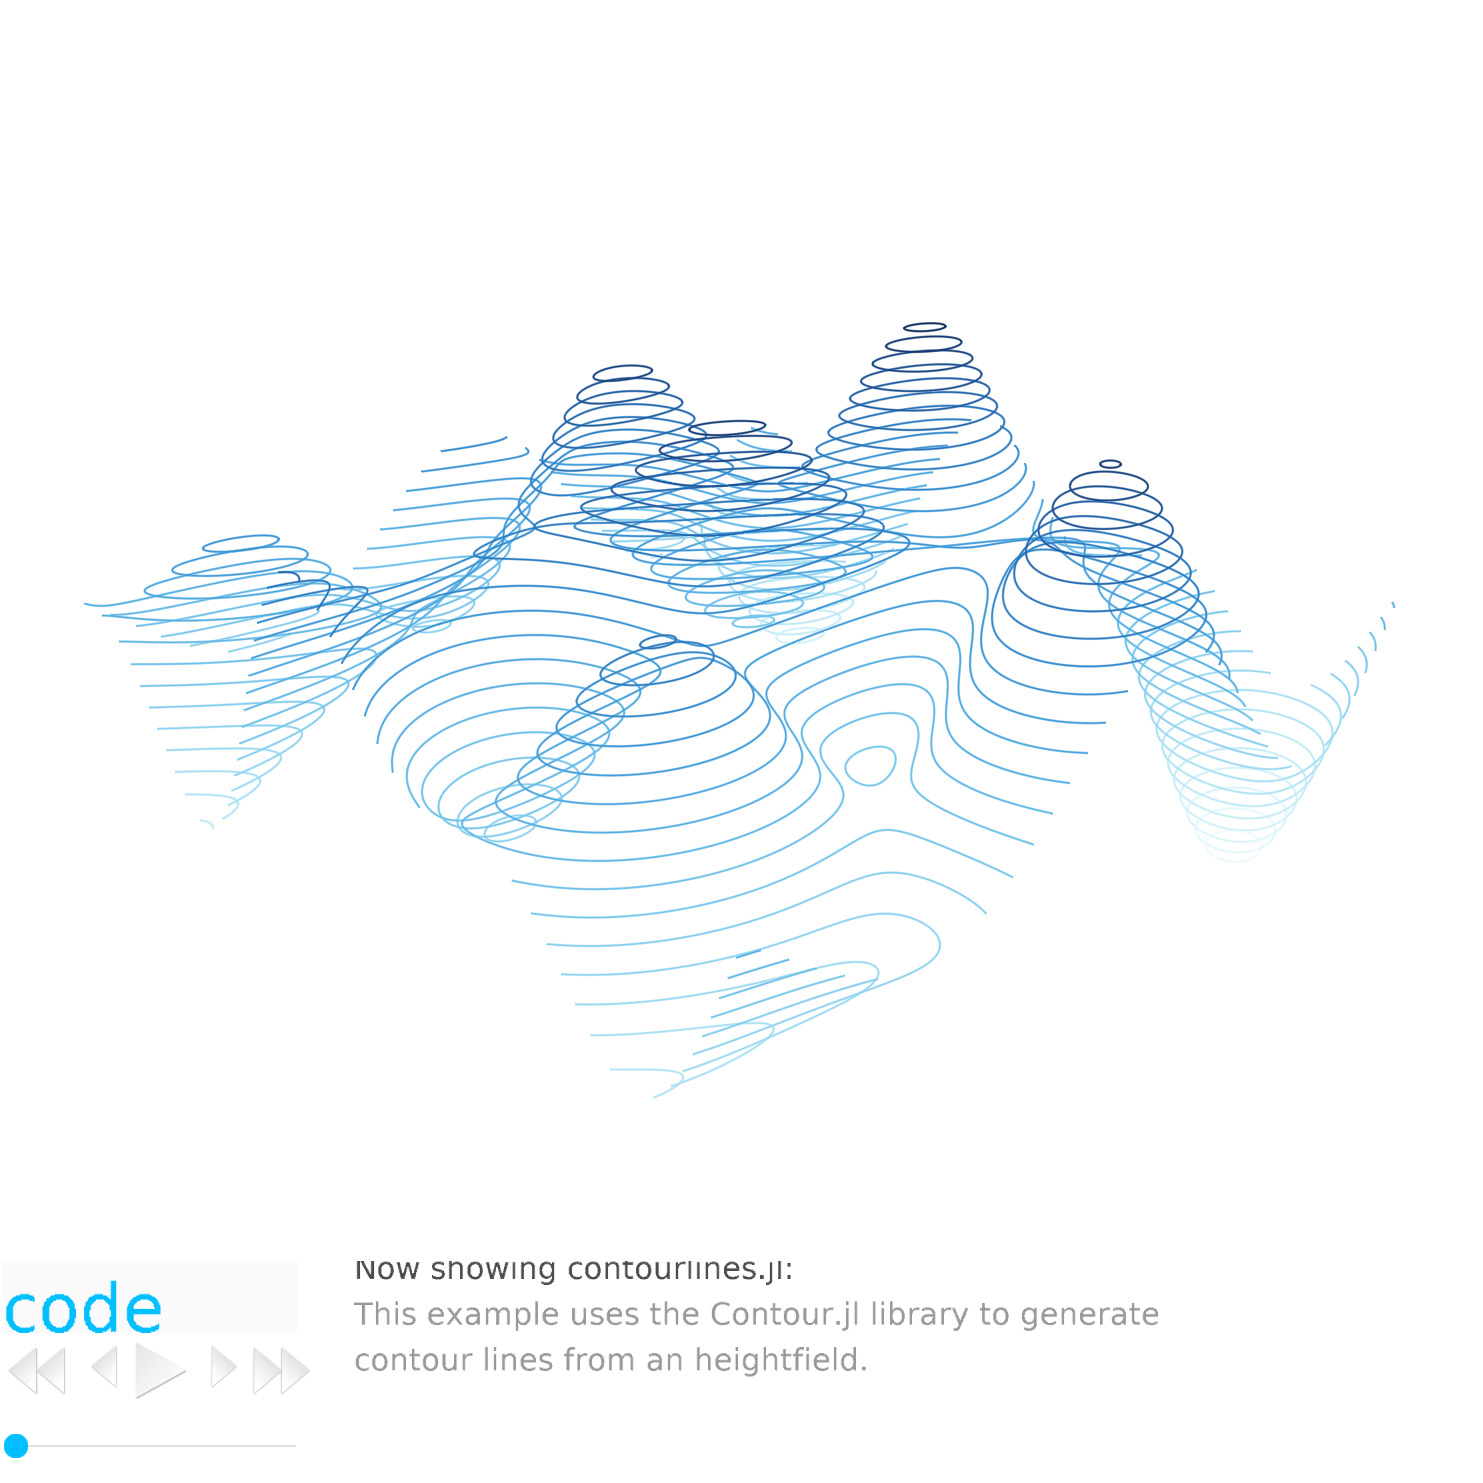 Now showing contourlines.jl:
code
This example uses the Contour.jl library to generate
contour lines from an heightfield.